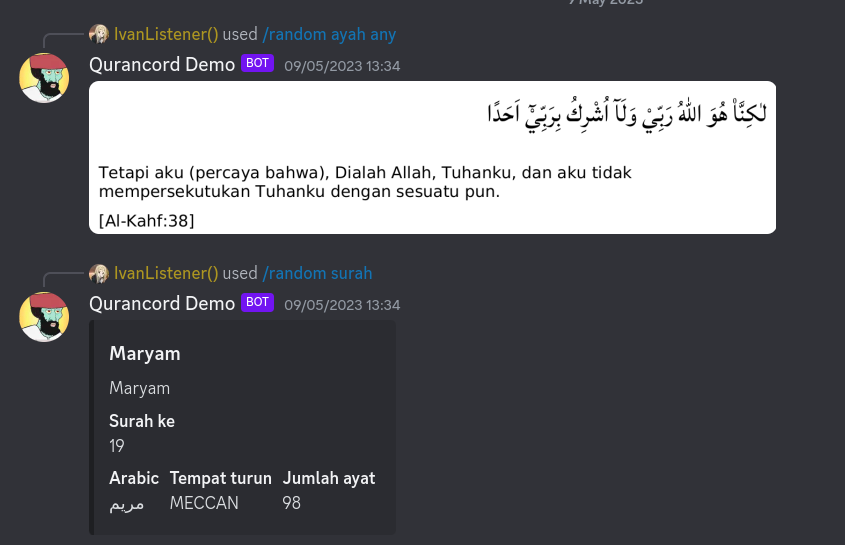 9 May 2023
IvanListener() used /random ayah any
Qurancord Demo BOT 09/05/2023 13:34
لٰكِنَّا۠ هُوَ اللّٰهُ رَبِّيْ وَلَآ اُشْرِكُ بِرَبِّيْٓ اَحَدًا
Tetapi aku (percaya bahwa), Dialah Allah, Tuhanku, dan aku tidak
mempersekutukan Tuhanku dengan sesuatu pun.
[Al-Kahf:38]
IvanListener() used /random surah
Qurancord Demo BOT 09/05/2023 13:34
Maryam
Maryam
Surah ke
19
Arabic Tempat turun Jumlah ayat
مريم MECCAN 98